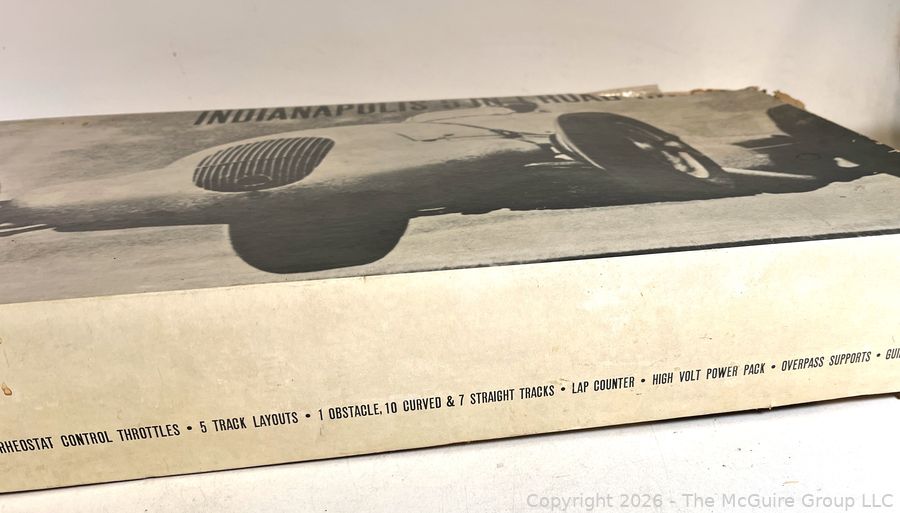 INDIANAPOLIS
RHEOSTAT CONTROL THROTTLES • 5 TRACK LAYOUTS • 1 OBSTACLE, 10 CURVED & 7 STRAIGHT TRACKS • LAP COUNTER • HIGH VOLT POWER PACK • OVERPASS SUPPORTS •
Copyright 2026 - The McGuire Group LLC